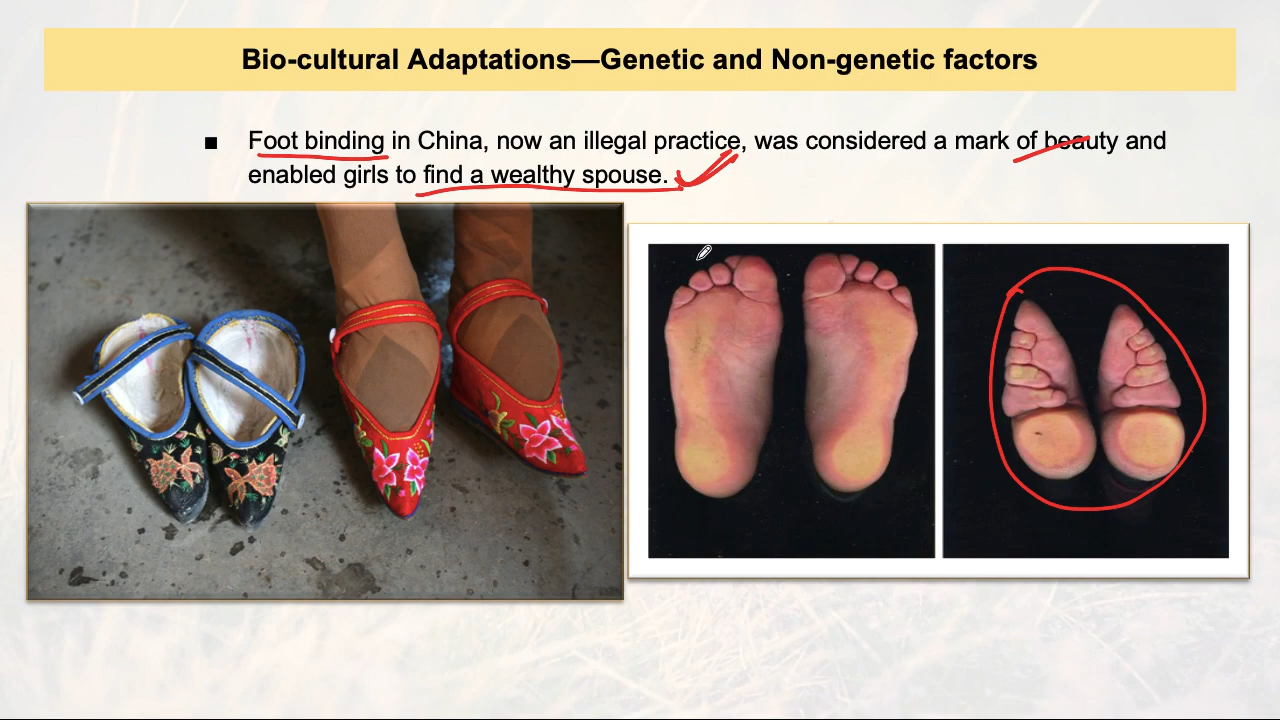 Bio-cultural Adaptations—Genetic and Non-genetic factors
▪ Foot binding in China, now an illegal practice, was considered a mark of beauty and
enabled girls to find a wealthy spouse.